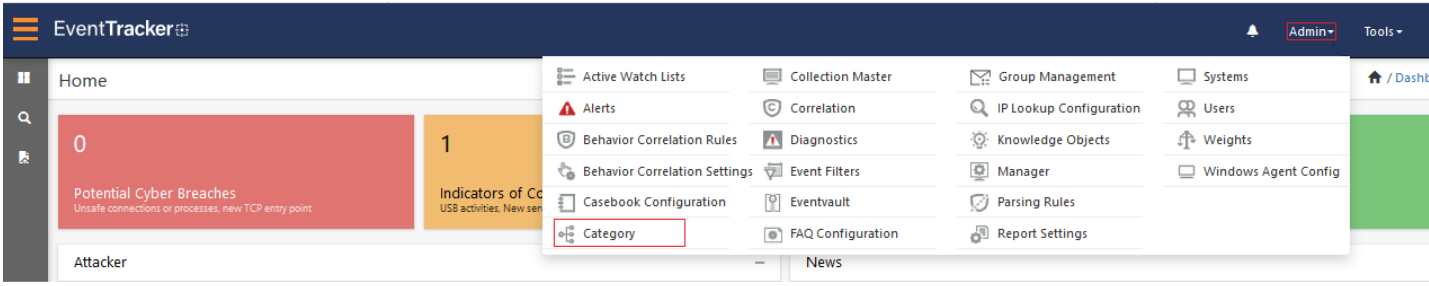 EventTracker
Admin
Tools
Home
/ Dashb
Active Watch Lists
Collection Master
Group Management
Systems
Alerts
Correlation
IP Lookup Configuration
Users
Behavior Correlation Rules
Diagnostics
Knowledge Objects
Weights
Behavior Correlation Settings
Event Filters
Manager
Windows Agent Config
Casebook Configuration
Eventvault
Parsing Rules
Category
FAQ Configuration
Report Settings
0
Potential Cyber Breaches
Unsafe connections or processes, new TCP entry point
1
Indicators of Co
USB activities, New serv
Attacker
News